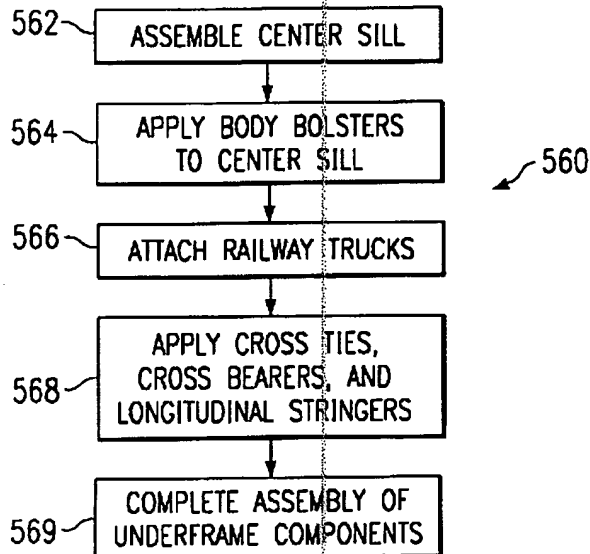 562
ASSEMBLE CENTER SILL
564
APPLY BODY BOLSTERS
TO CENTER SILL
560
566
ATTACH RAILWAY TRUCKS
568
APPLY CROSS TIES,
CROSS BEARERS, AND
LONGITUDINAL STRINGERS
569
COMPLETE ASSEMBLY OF
UNDERFRAME COMPONENTS